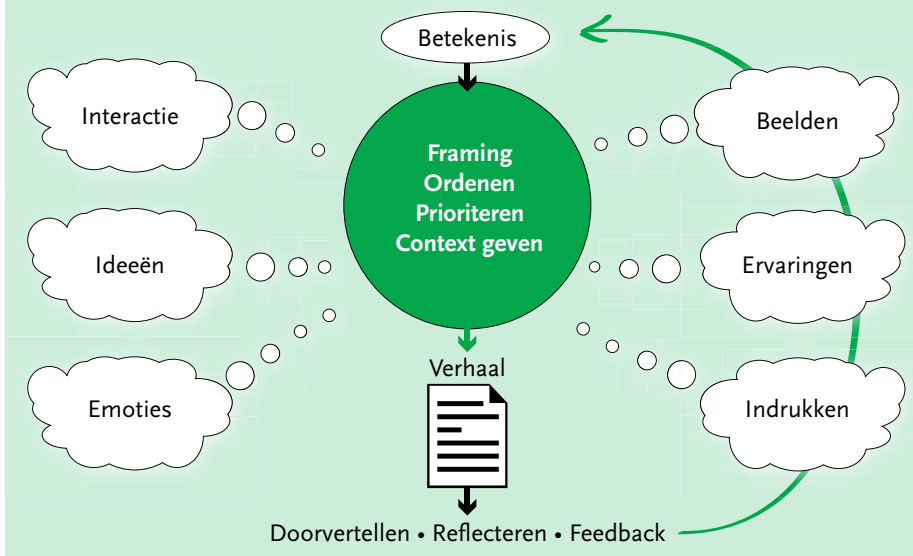 Betekenis
Interactie
Ideeën
Emoties
Framing
Ordenen
Prioriteren
Context geven
Beelden
Ervaringen
Indrukken
Verhaal
Doorvertellen • Reflecteren • Feedback